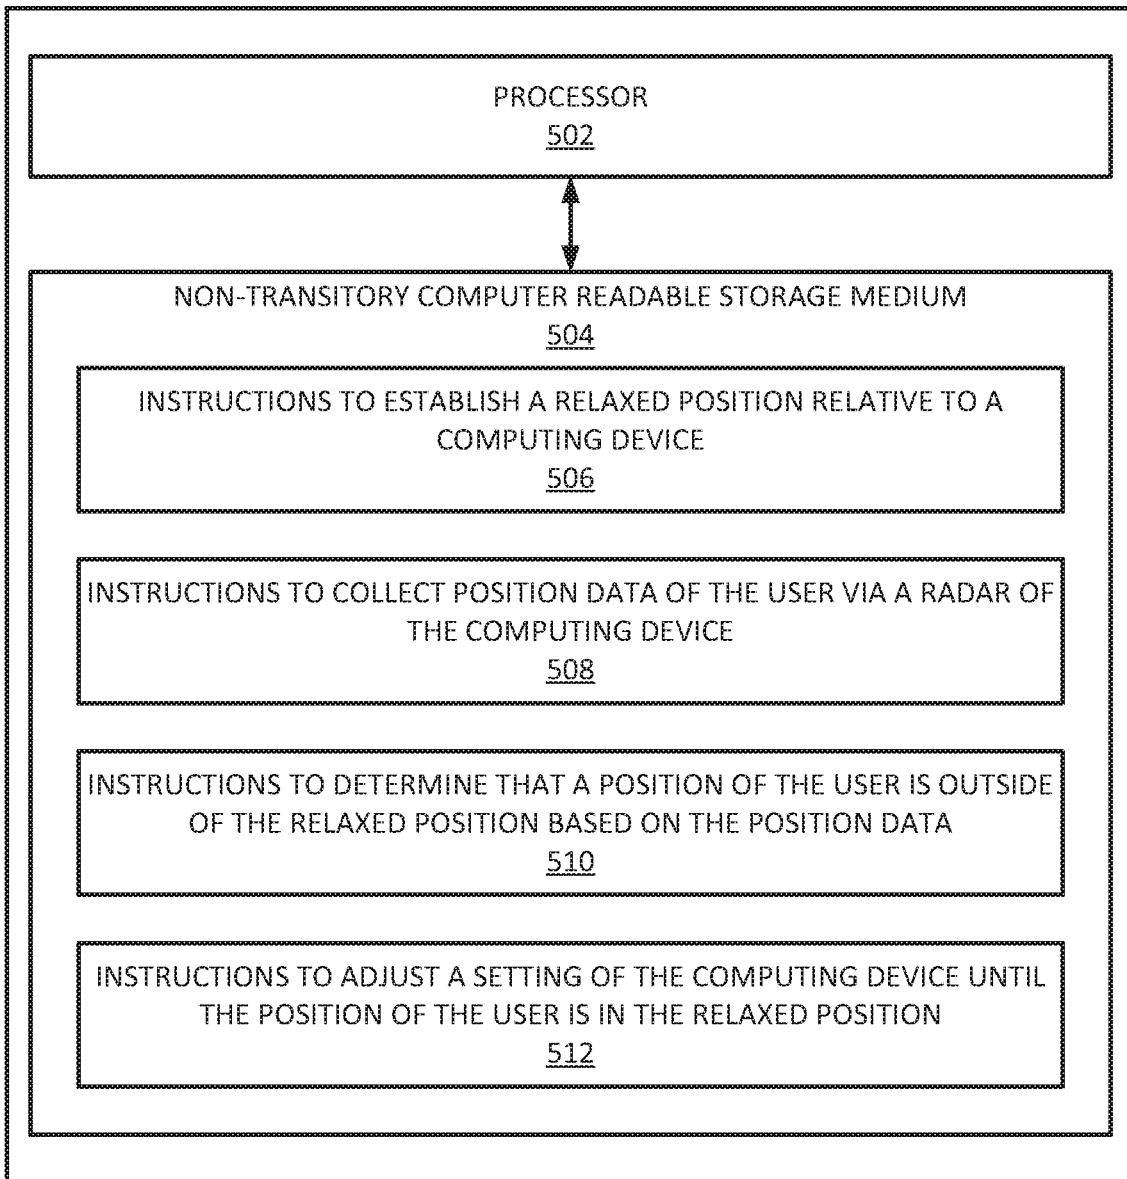 PROCESSOR
502
NON-TRANSITORY COMPUTER READABLE STORAGE MEDIUM
504
INSTRUCTIONS TO ESTABLISH A RELAXED POSITION RELATIVE TO A
COMPUTING DEVICE
506
INSTRUCTIONS TO COLLECT POSITION DATA OF THE USER VIA A RADAR OF
THE COMPUTING DEVICE
508
INSTRUCTIONS TO DETERMINE THAT A POSITION OF THE USER IS OUTSIDE
OF THE RELAXED POSITION BASED ON THE POSITION DATA
510
INSTRUCTIONS TO ADJUST A SETTING OF THE COMPUTING DEVICE UNTIL
THE POSITION OF THE USER IS IN THE RELAXED POSITION
512